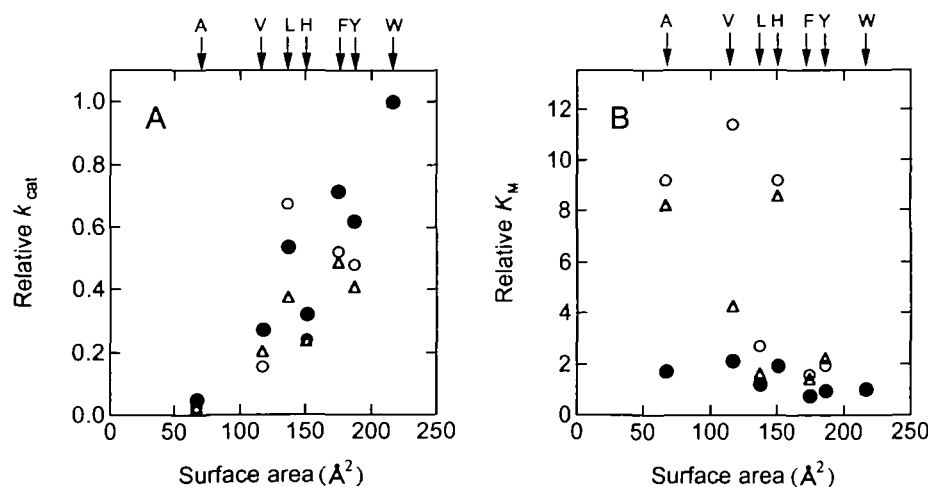 A V L H F Y W
A
Relative k cat
1.0
0.8
0.6
0.4
0.2
0.0
0 50 100 150 200 250
Surface area (Å²)
A V L H F Y W
B
Relative K M
12
10
8
6
4
2
0
0 50 100 150 200 250
Surface area (Å²)